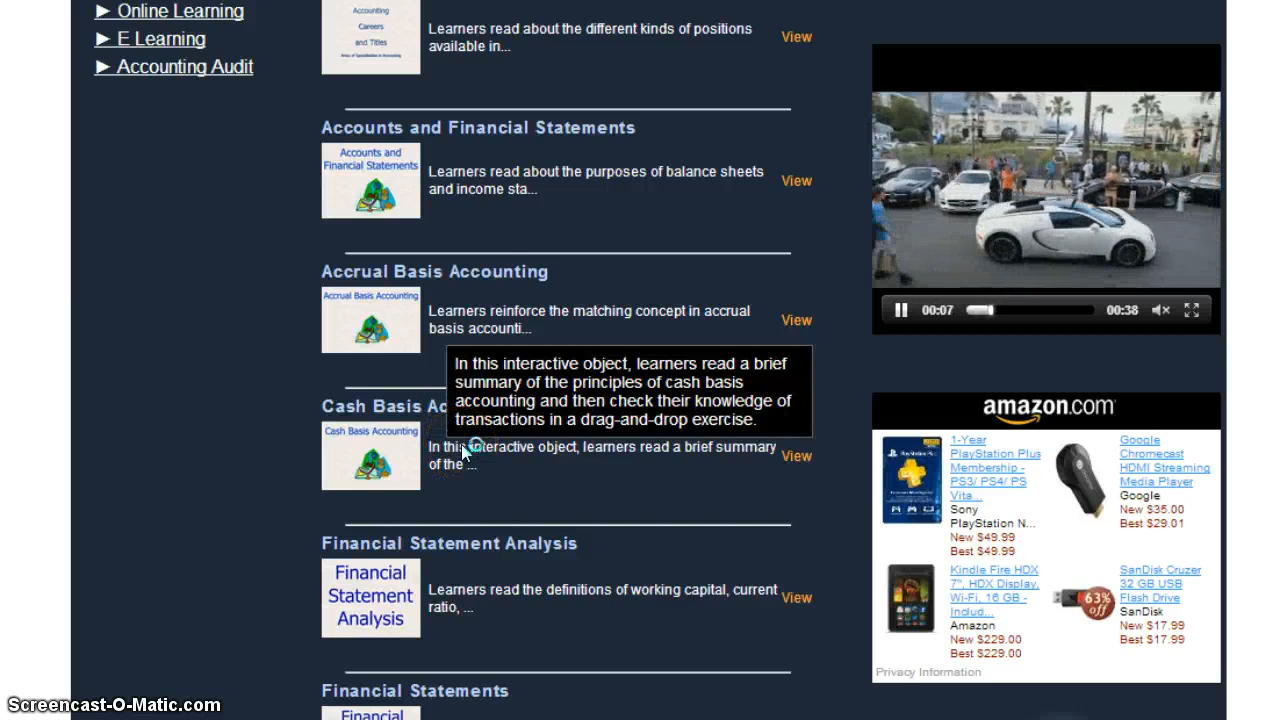 ► Online Learning
► E Learning
► Accounting Audit
Accounting
Careers
and Titles
Areas of Specialization in Accounting
Learners read about the different kinds of positions
available in...
View
Accounts and Financial Statements
Accounts and
Financial Statements
Learners read about the purposes of balance sheets
and income sta...
View
Accrual Basis Accounting
Accrual Basis Accounting
Learners reinforce the matching concept in accrual
basis accounti...
View
In this interactive object, learners read a brief
summary of the principles of cash basis
accounting and then check their knowledge of
transactions in a drag-and-drop exercise.
Cash Basis Ac
Cash Basis Accounting
In this interactive object, learners read a brief summary
of the ...
View
Financial Statement Analysis
Financial
Statement
Analysis
Learners read the definitions of working capital, current
ratio, ...
View
Financial Statements
Financial
00:07
00:38
amazon.com
PlayStation Plus
1-Year
PlayStation Plus
Membership -
PS3/ PS4/ PS
Vita...
Sony
PlayStation N...
New $49.99
Best $49.99
Google
Chromecast
HDMI Streaming
Media Player
Google
New $35.00
Best $29.01
Kindle Fire HDX
7", HDX Display,
Wi-Fi, 16 GB -
Includ...
Amazon
New $229.00
Best $229.00
63%
off
SanDisk Cruzer
32 GB USB
Flash Drive
SanDisk
New $17.99
Best $17.99
Privacy Information
Screencast-O-Matic.com